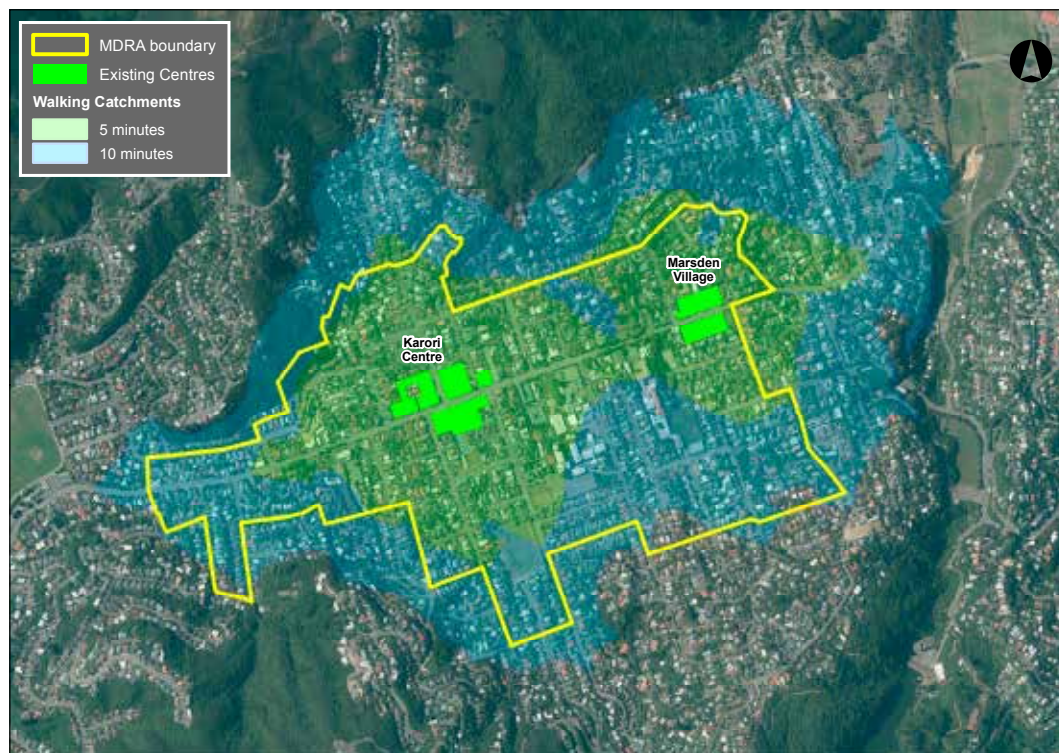 MDRA boundary
Existing Centres
Walking Catchments
5 minutes
10 minutes
Marsden
Village
Karori
Centre